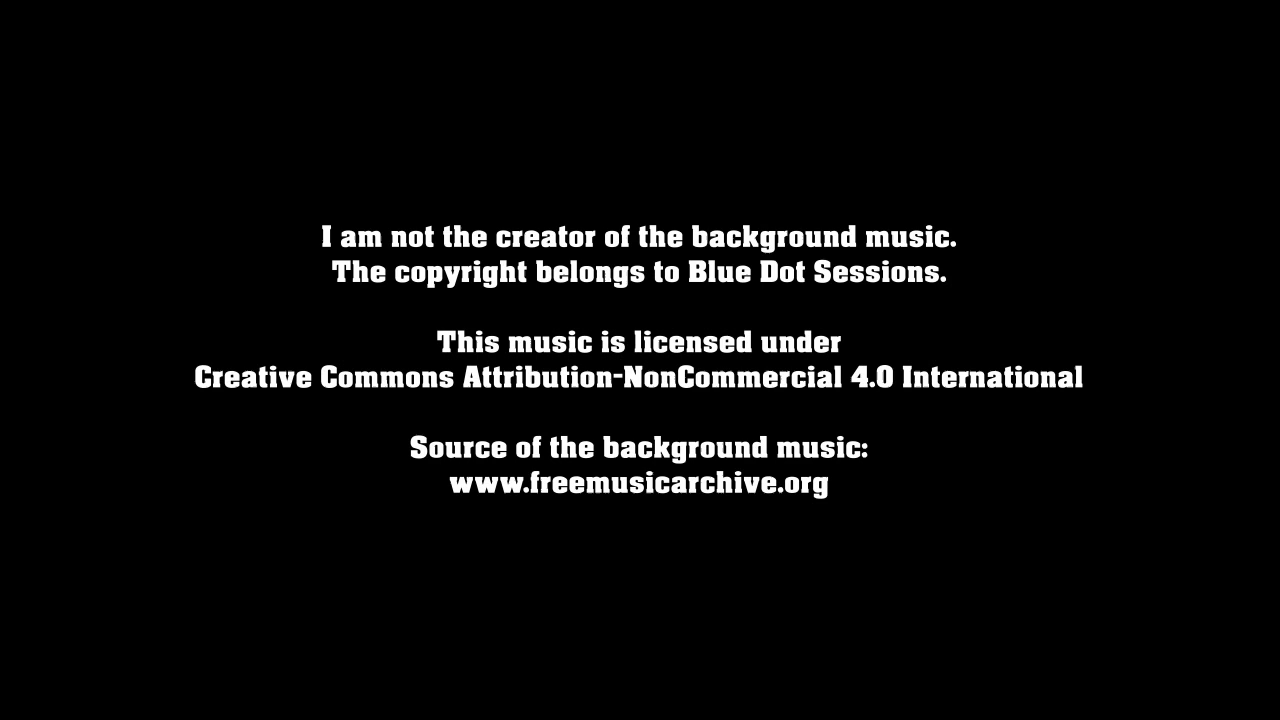 I am not the creator of the background music.
The copyright belongs to Blue Dot Sessions.
This music is licensed under
Creative Commons Attribution-NonCommercial 4.0 International
Source of the background music:
www.freemusicarchive.org